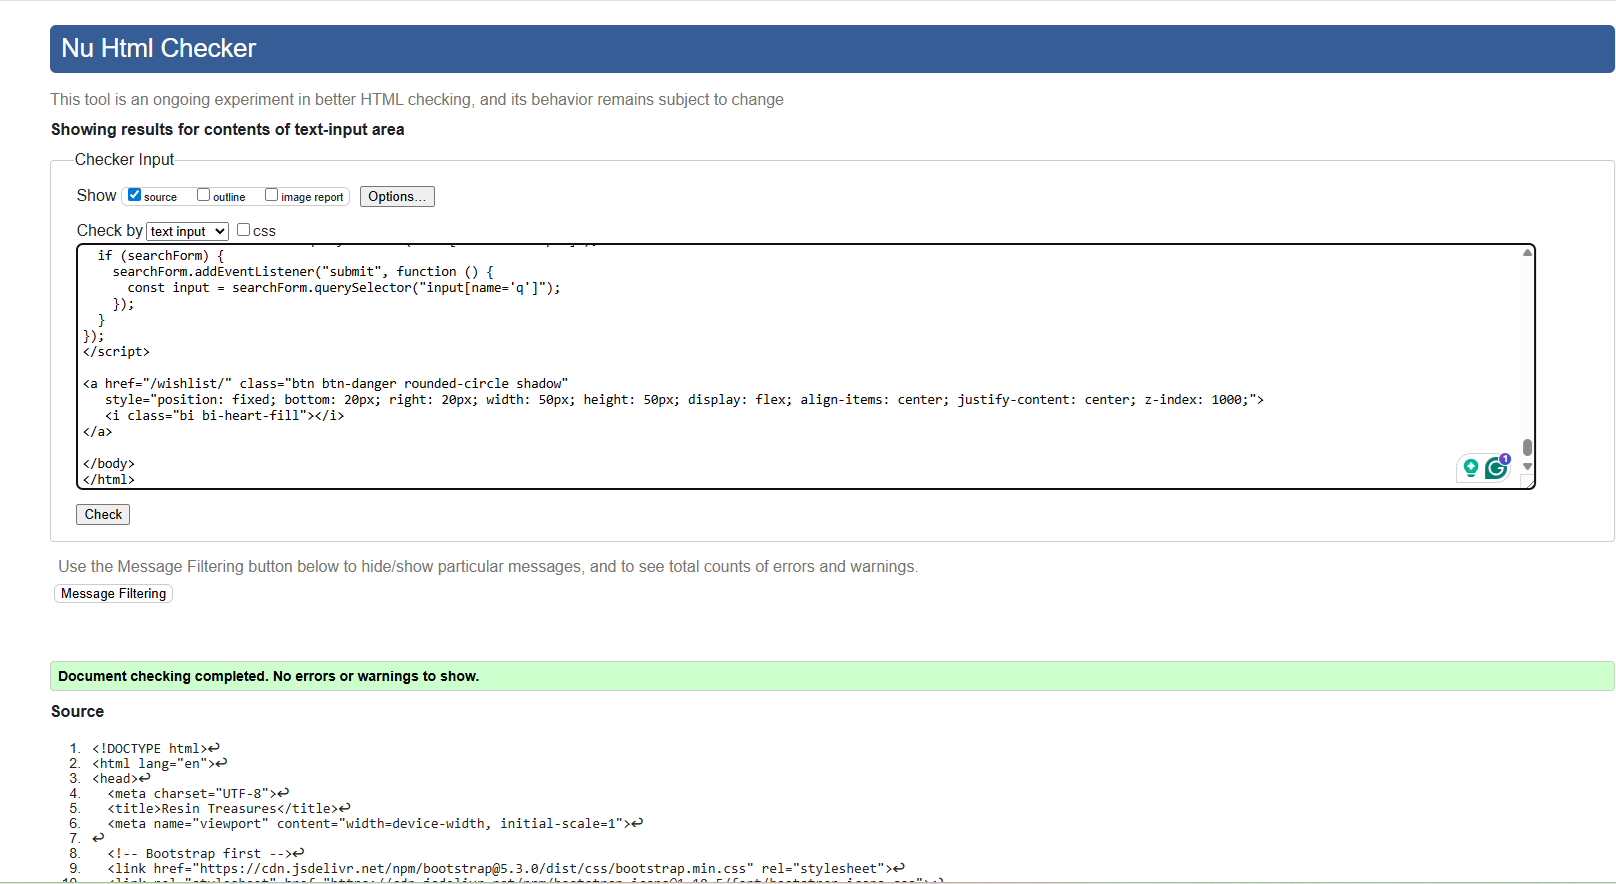 Nu Html Checker
This tool is an ongoing experiment in better HTML checking, and its behavior remains subject to change
Showing results for contents of text-input area
Checker Input
Show source outline image report Options...
Check by text input css
if (searchForm) {
searchForm.addEventListener("submit", function () {
const input = searchForm.querySelector("input[name='q']");
});
}
});
</script>
<a href="/wishlist/" class="btn btn-danger rounded-circle shadow"
style="position: fixed; bottom: 20px; right: 20px; width: 50px; height: 50px; display: flex; align-items: center; justify-content: center; z-index: 1000;">
<i class="bi bi-heart-fill"></i>
</a>
</body>
</html>
1
Check
Use the Message Filtering button below to hide/show particular messages, and to see total counts of errors and warnings.
Message Filtering
Document checking completed. No errors or warnings to show.
Source
1. <!DOCTYPE html>↩
2. <html lang="en">↩
3. <head>↩
4. <meta charset="UTF-8">↩
5. <title>Resin Treasures</title>↩
6. <meta name="viewport" content="width=device-width, initial-scale=1">↩
7. ↩
8. <!-- Bootstrap first -->↩
9. <link href="https://cdn.jsdelivr.net/npm/bootstrap@5.3.0/dist/css/bootstrap.min.css" rel="stylesheet">↩